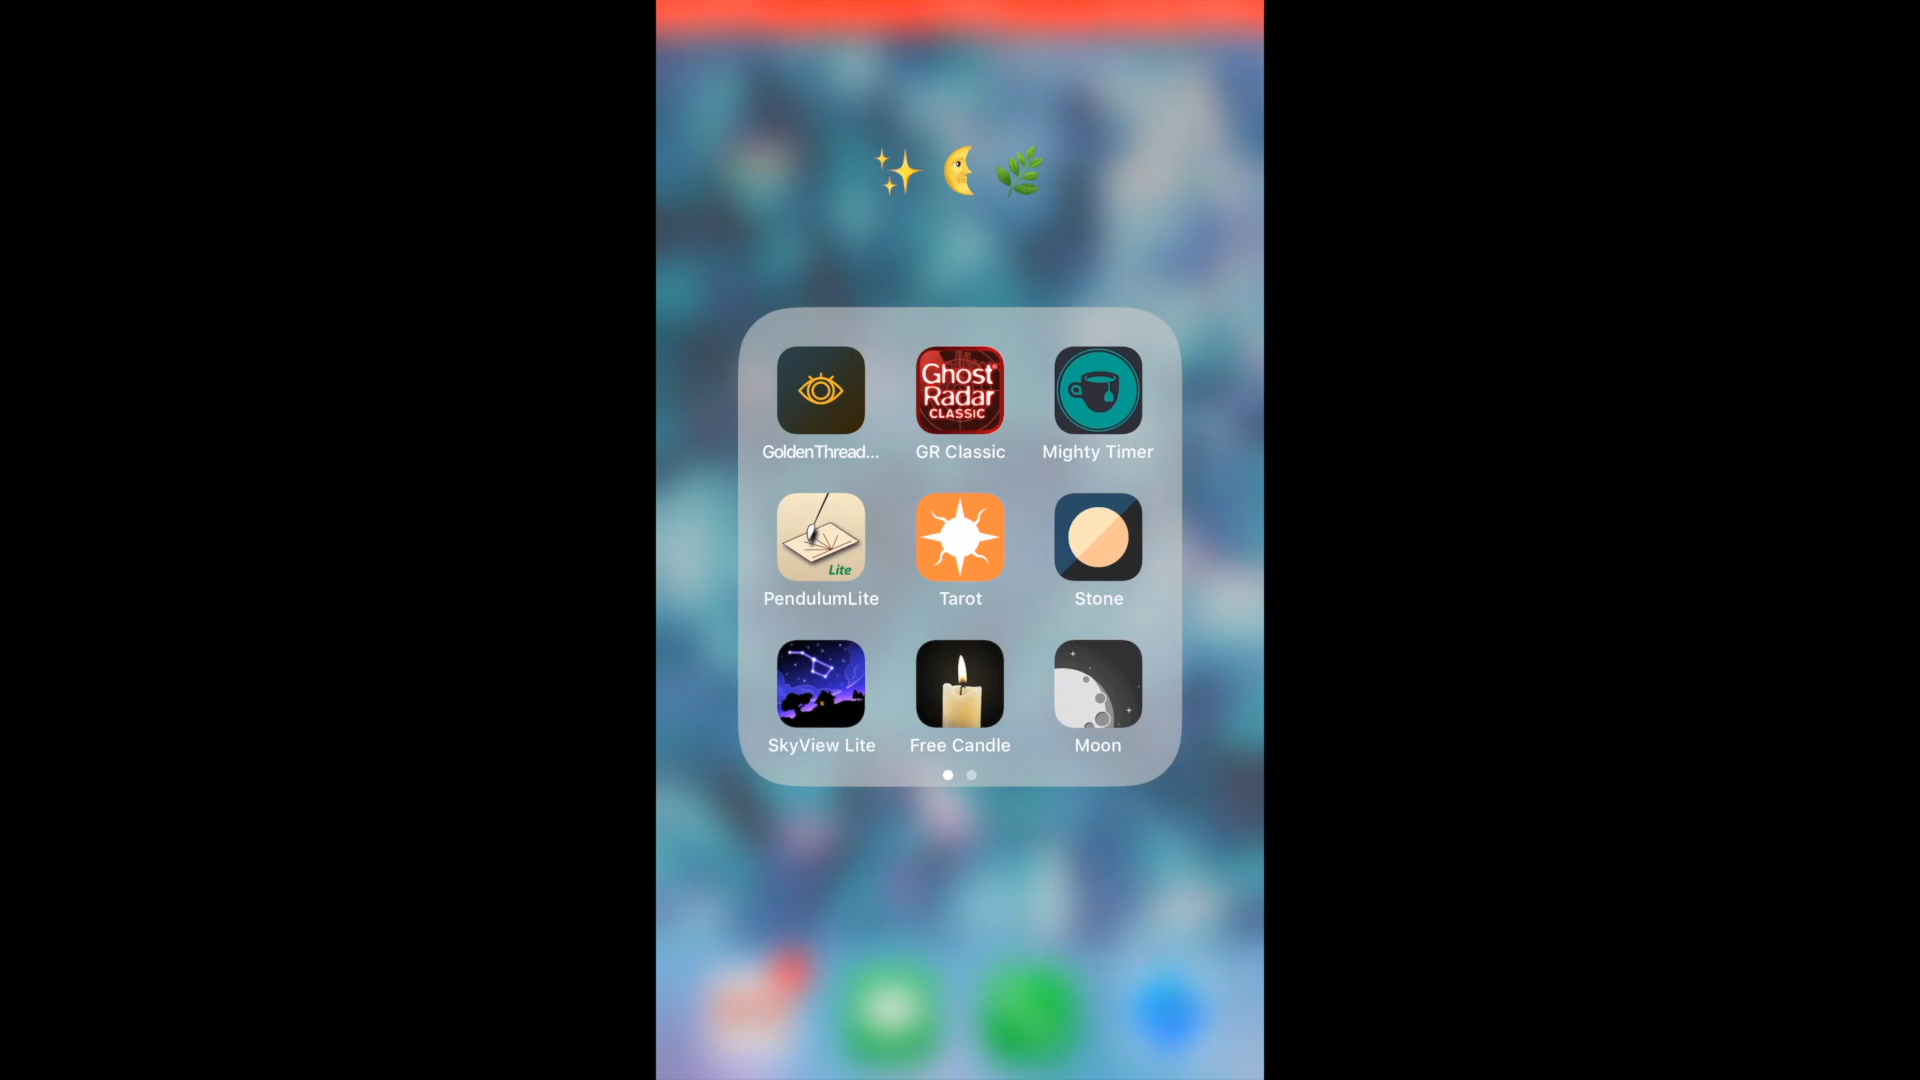 Ghost
Radar
CLASSIC
GoldenThread...
GR Classic
Mighty Timer
Lite
PendulumLite
Tarot
Stone
SkyView Lite
Free Candle
Moon